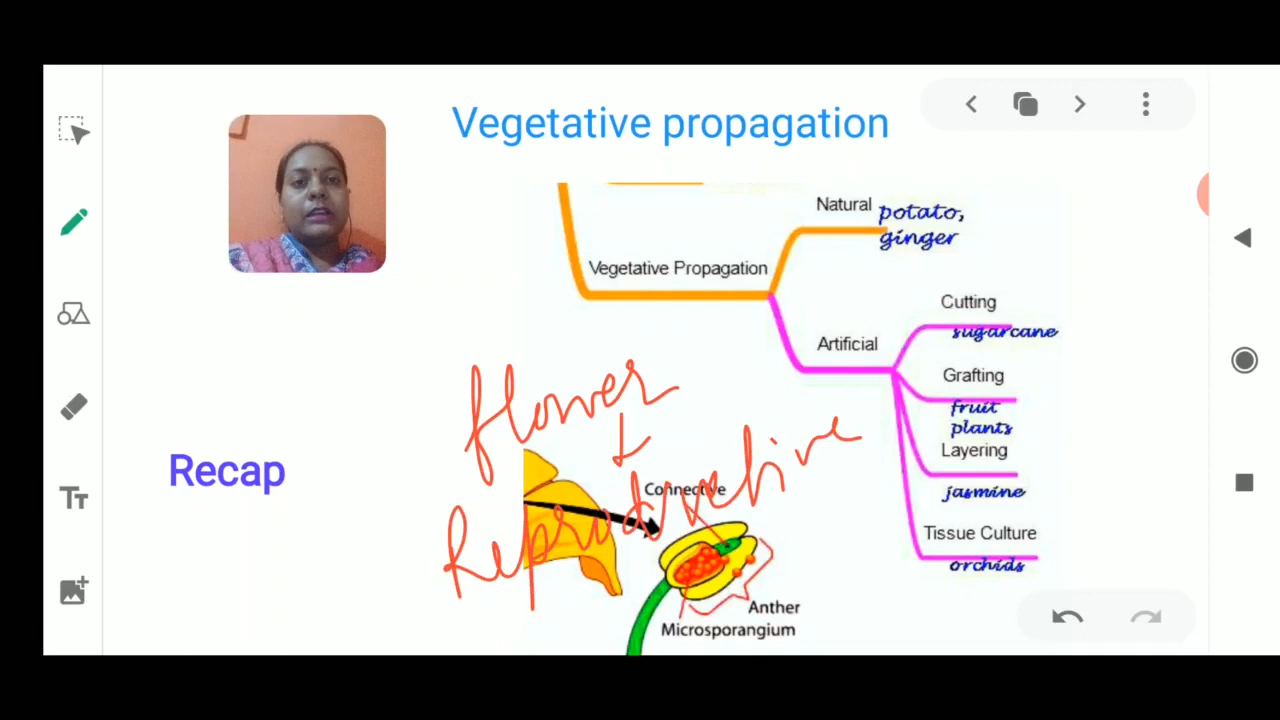 Vegetative propagation
Natural
potato,
ginger
Vegetative Propagation
Cutting
sugarcane
Artificial
Grafting
fruit
plants
Layering
jasmine
Tissue Culture
orchids
flower
Reproductive
Recap
Connective
Anther
Microsporangium
TT